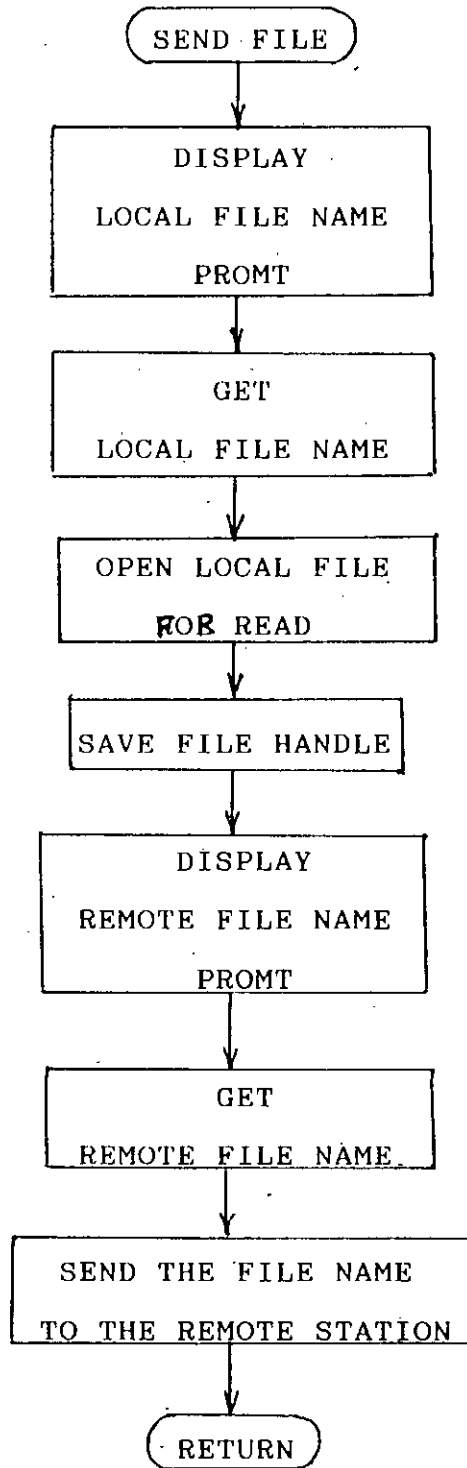 SEND FILE
DISPLAY
LOCAL FILE NAME
PROMT
GET
LOCAL FILE NAME
OPEN LOCAL FILE
FOR READ
SAVE FILE HANDLE
DISPLAY
REMOTE FILE NAME
PROMT
GET
REMOTE FILE NAME
SEND THE FILE NAME
TO THE REMOTE STATION
RETURN